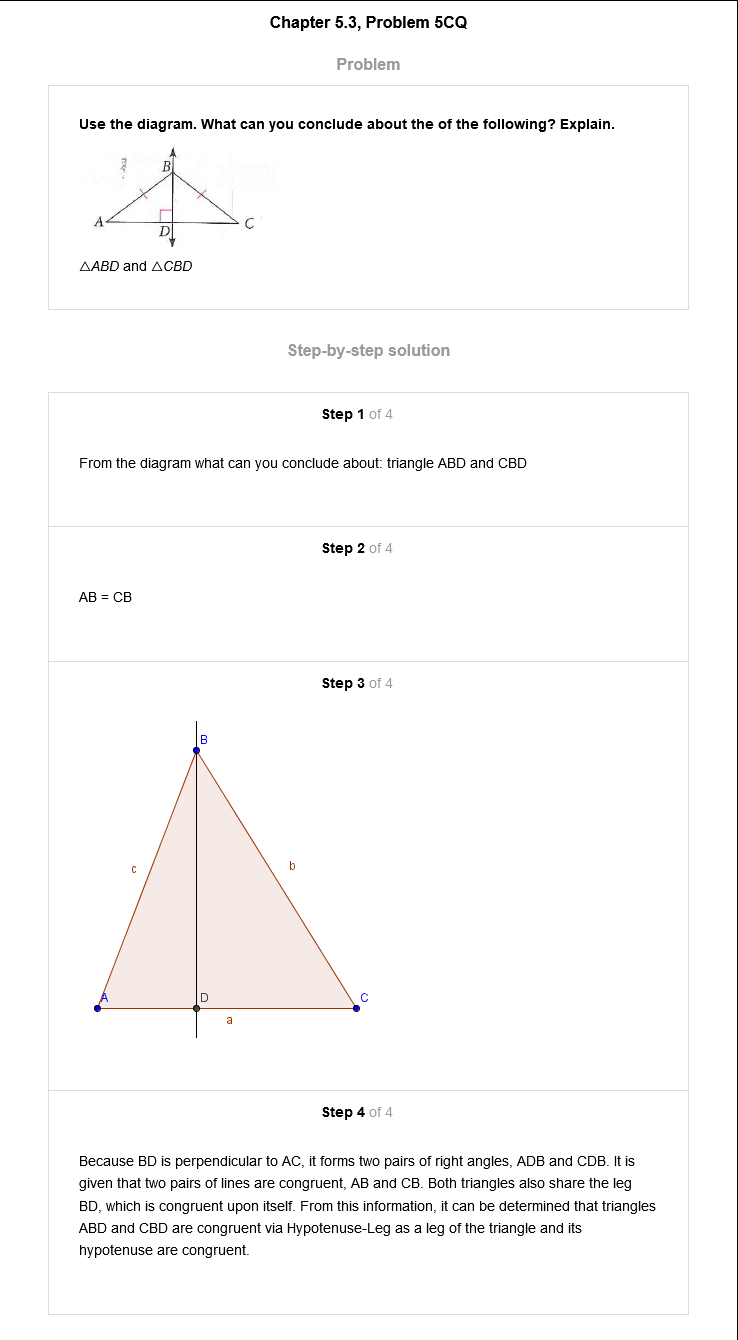 Chapter 5.3, Problem 5CQ
Problem
Use the diagram. What can you conclude about the of the following? Explain.
B
A
C
D
△ABD and △CBD
Step-by-step solution
Step 1 of 4
From the diagram what can you conclude about: triangle ABD and CBD
Step 2 of 4
AB = CB
Step 3 of 4
B
c
b
A
D
C
a
Step 4 of 4
Because BD is perpendicular to AC, it forms two pairs of right angles, ADB and CDB. It is
given that two pairs of lines are congruent, AB and CB. Both triangles also share the leg
BD, which is congruent upon itself. From this information, it can be determined that triangles
ABD and CBD are congruent via Hypotenuse-Leg as a leg of the triangle and its
hypotenuse are congruent.